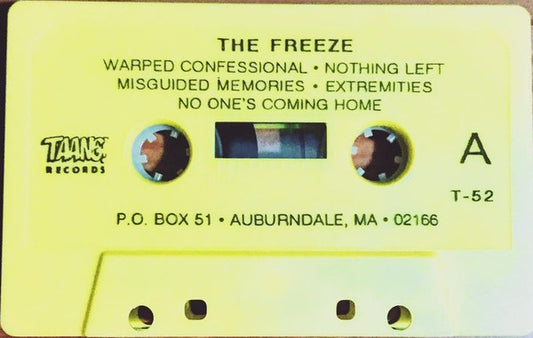 THE FREEZE
WARPED CONFESSIONAL • NOTHING LEFT
MISGUIDED MEMORIES • EXTREMITIES
NO ONE'S COMING HOME
TAANG!
RECORDS
A
T-52
P.O. BOX 51 • AUBURNDALE, MA • 02166